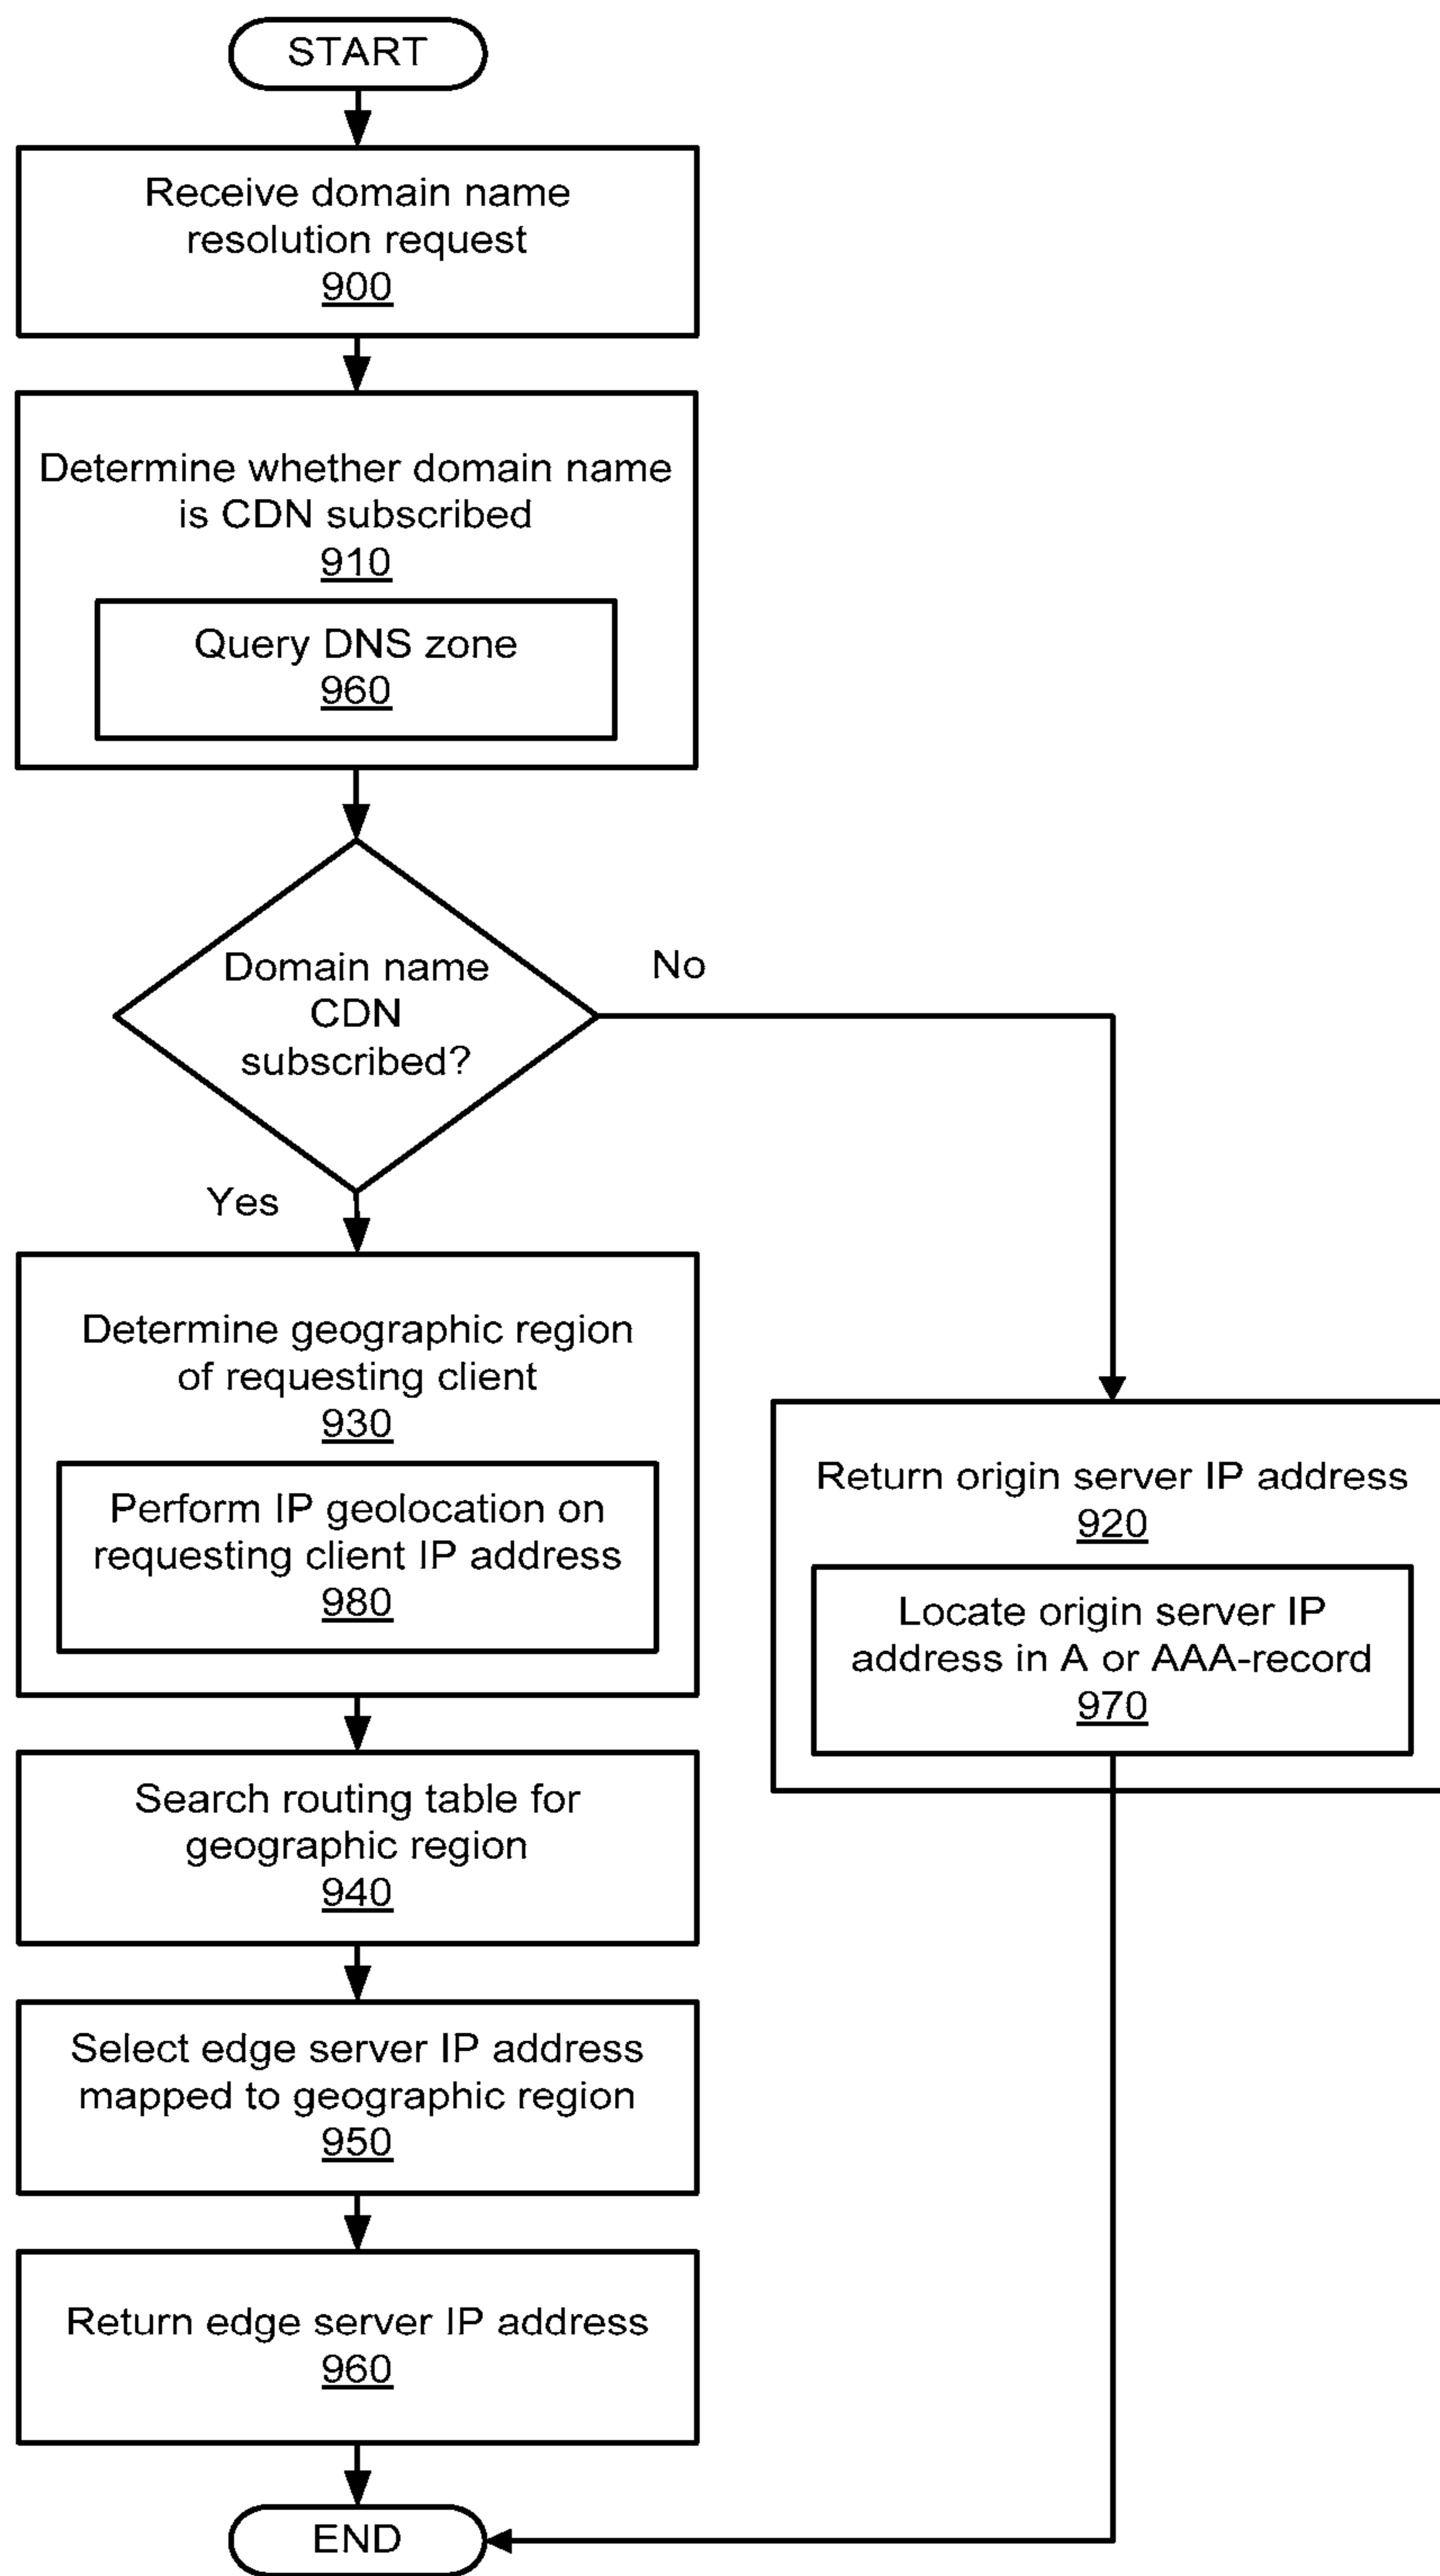 START
Receive domain name
resolution request
900
Determine whether domain name
is CDN subscribed
910
Query DNS zone
960
Domain name
CDN
subscribed?
No
Yes
Determine geographic region
of requesting client
930
Perform IP geolocation on
requesting client IP address
980
Return origin server IP address
920
Locate origin server IP
address in A or AAA-record
970
Search routing table for
geographic region
940
Select edge server IP address
mapped to geographic region
950
Return edge server IP address
960
END